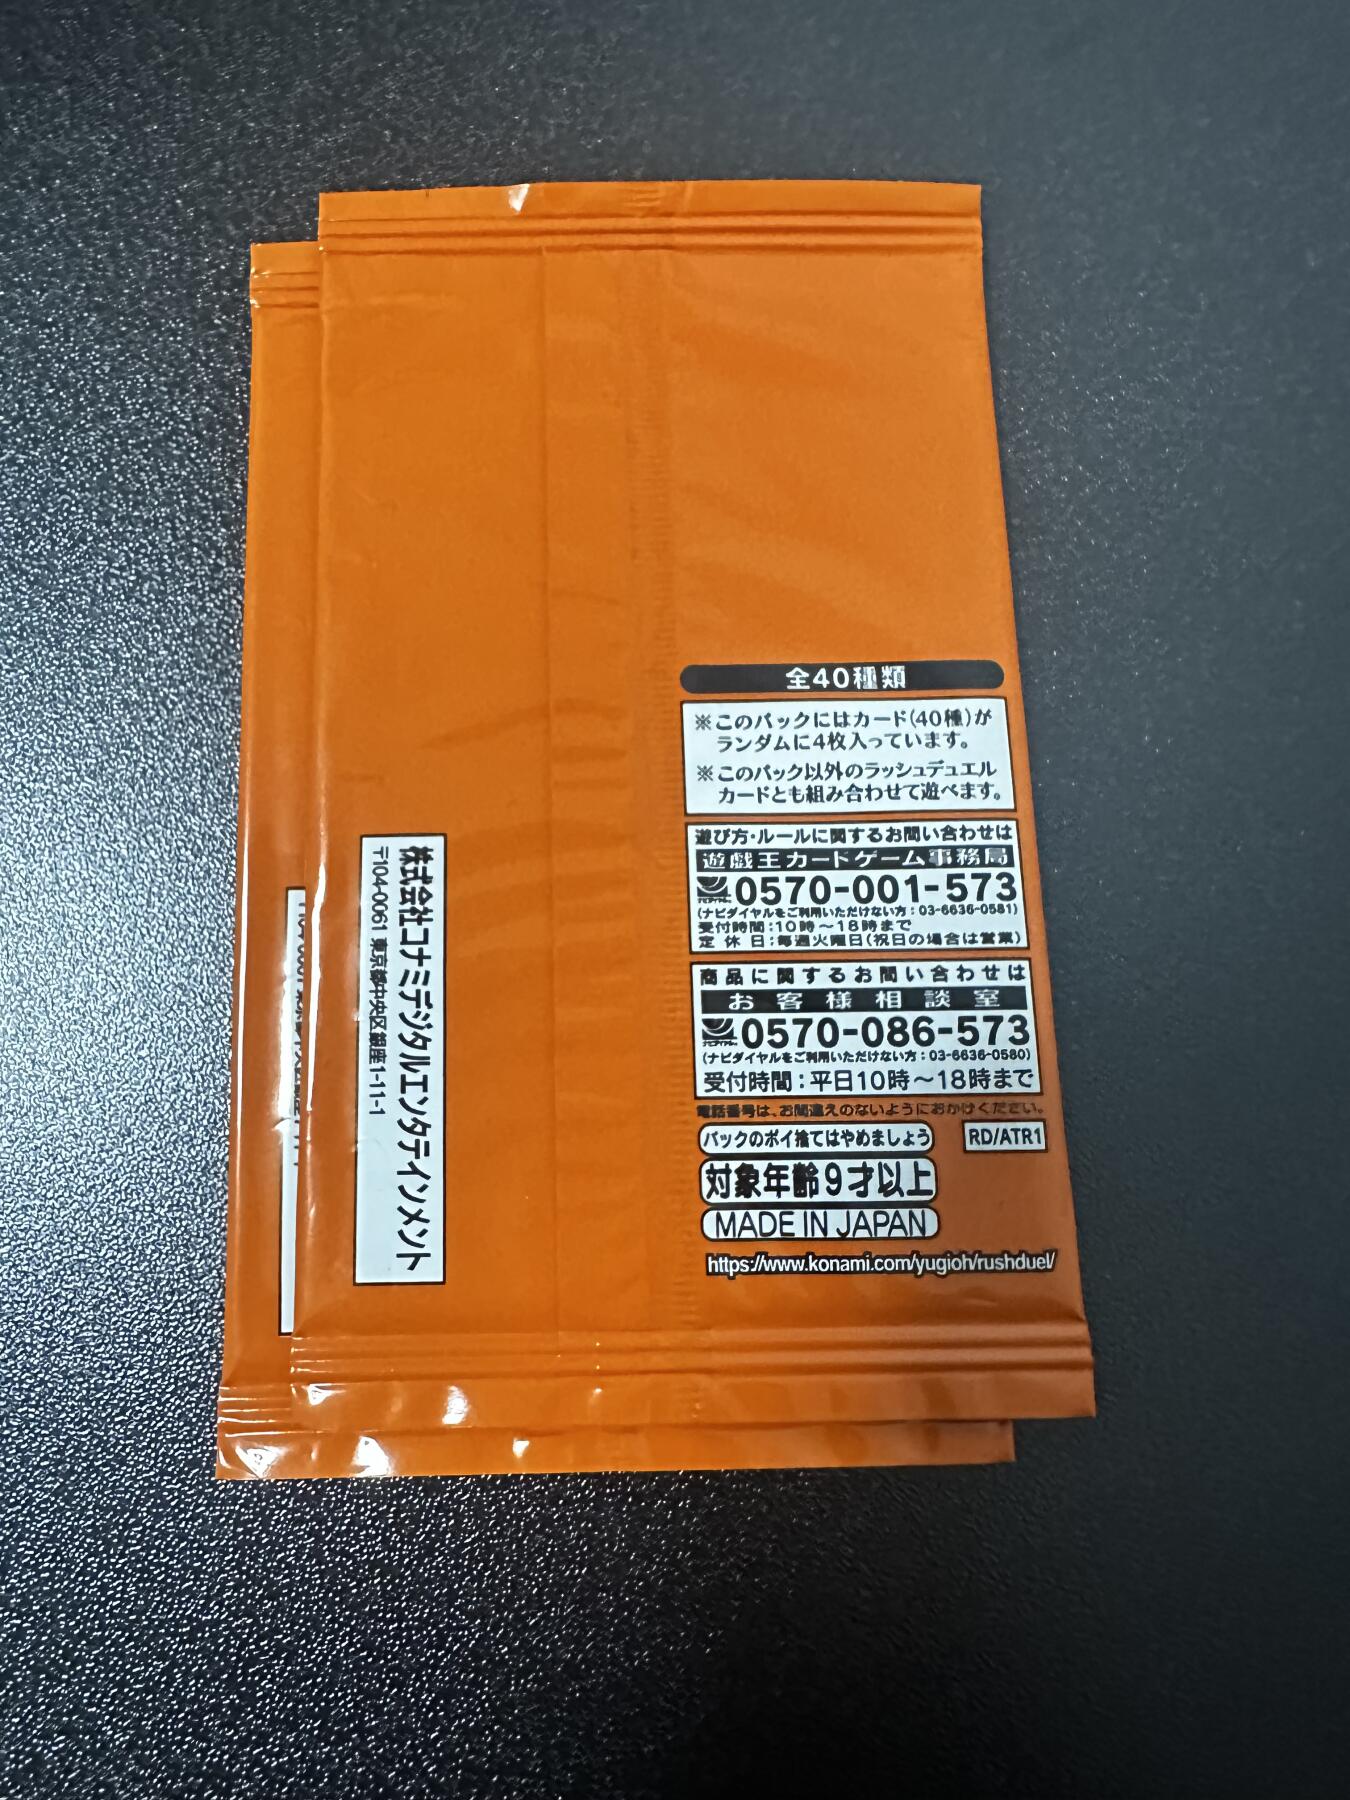 全40種類
※このパックにはカード(40種)が
ランダムに4枚入っています。
※このパック以外のラッシュデュエル
カードとも組み合わせて遊べます。
遊び方・ルールに関するお問い合わせは
遊戯王カードゲーム事務局
0570-001-573
(ナビダイヤルをご利用いただけない方：03-6636-0581)
受付時間：10時～18時まで
定休日：毎週火曜日(祝日の場合は営業)
商品に関するお問い合わせは
お客様相談室
0570-086-573
(ナビダイヤルをご利用いただけない方：03-6636-0580)
受付時間：平日10時～18時まで
電話番号は、お間違えのないようにおかけください。
パックのポイ捨てはやめましょう
RD/ATR1
対象年齢9才以上
MADE IN JAPAN
https://www.konami.com/yugioh/rushduel/
株式会社コナミデジタルエンタテインメント
〒104-0061 東京都中央区銀座1-11-1